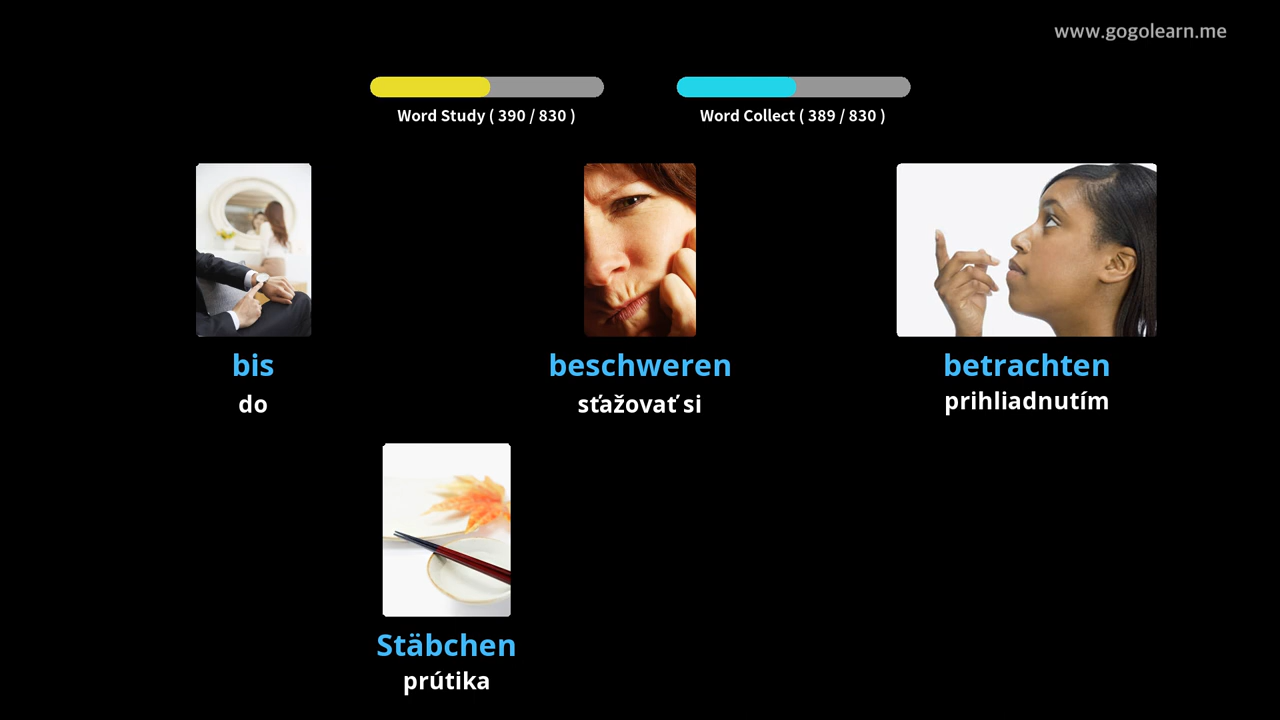 www.gogolearn.me
Word Study ( 390 / 830 )
Word Collect ( 389 / 830 )
bis
do
beschweren
sťažovať si
betrachten
prihliadnutím
Stäbchen
prútika